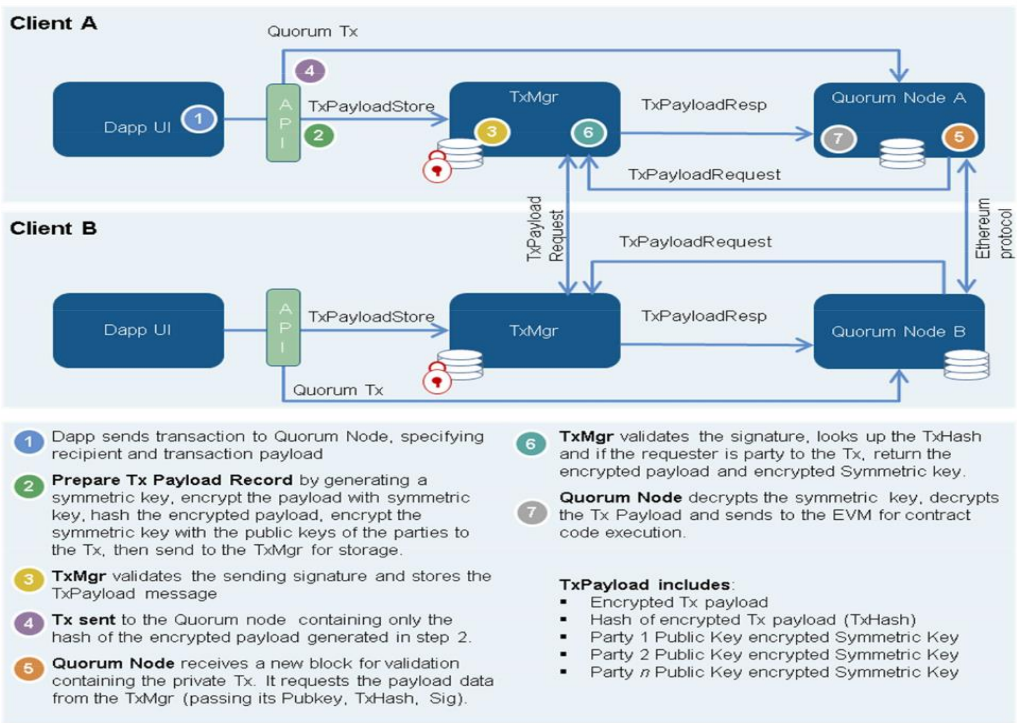 Client A
Quorum Tx
4
Dapp UI
1
A
P
I
TxPayloadStore
2
TxMgr
3
6
TxPayloadResp
TxPayloadRequest
Quorum Node A
7
5
TxPayload
Request
Ethereum
protocol
Client B
TxPayloadRequest
Dapp UI
A
P
I
TxPayloadStore
TxMgr
TxPayloadResp
Quorum Node B
Quorum Tx
1 Dapp sends transaction to Quorum Node, specifying
recipient and transaction payload
2 Prepare Tx Payload Record by generating a
symmetric key, encrypt the payload with symmetric
key, hash the encrypted payload, encrypt the
symmetric key with the public keys of the parties to
the Tx, then send to the TxMgr for storage.
3 TxMgr validates the sending signature and stores the
TxPayload message
4 Tx sent to the Quorum node containing only the
hash of the encrypted payload generated in step 2.
5 Quorum Node receives a new block for validation
containing the private Tx. It requests the payload data
from the TxMgr (passing its Pubkey, TxHash, Sig).
6 TxMgr validates the signature, looks up the TxHash
and if the requester is party to the Tx, return the
encrypted payload and encrypted Symmetric key.
7 Quorum Node decrypts the symmetric key, decrypts
the Tx Payload and sends to the EVM for contract
code execution.
TxPayload includes:
▪ Encrypted Tx payload
▪ Hash of encrypted Tx payload (TxHash)
▪ Party 1 Public Key encrypted Symmetric Key
▪ Party 2 Public Key encrypted Symmetric Key
▪ Party n Public Key encrypted Symmetric Key